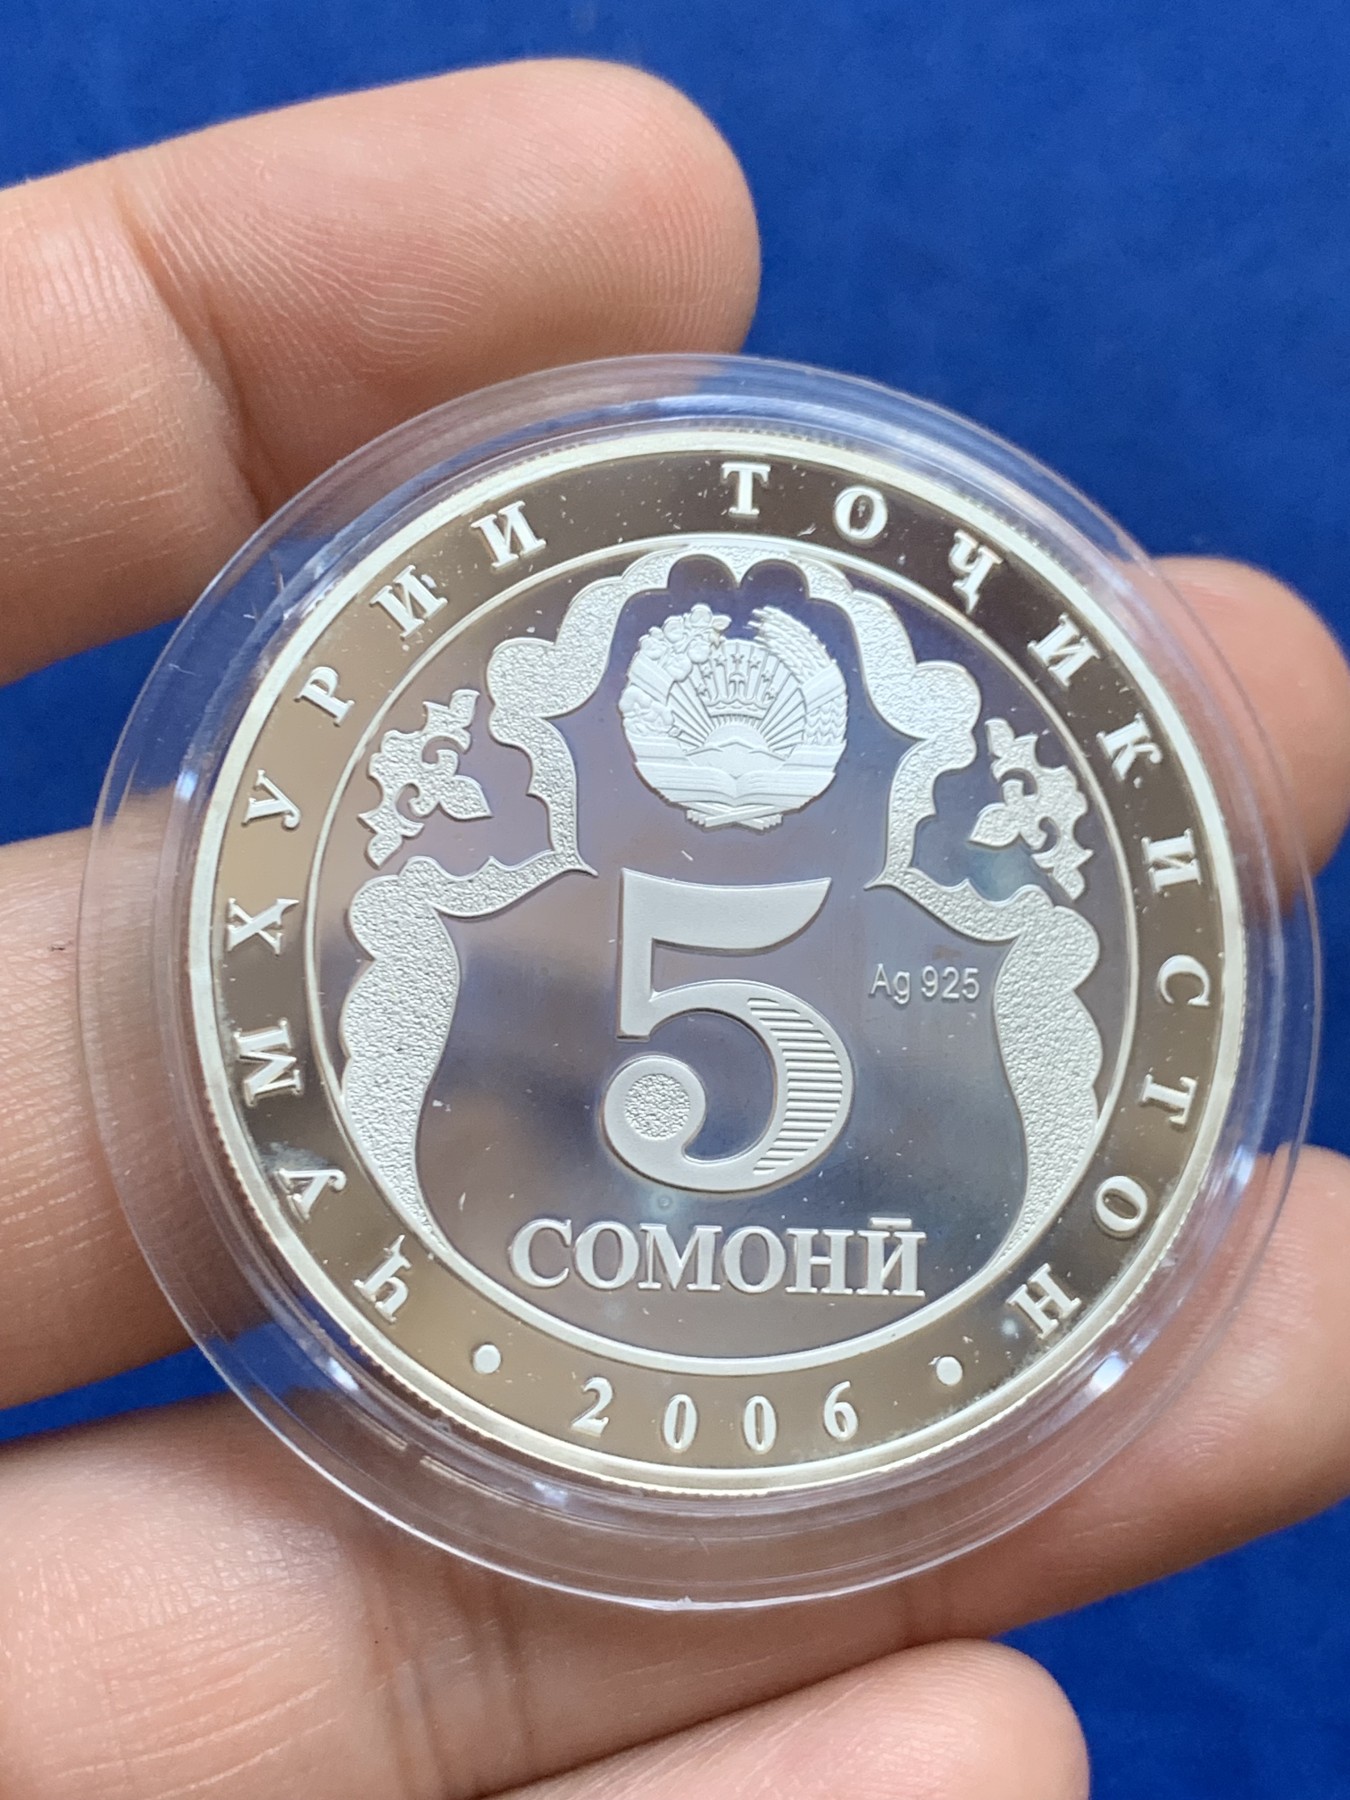 ҶУМҲУРИИ ТОҶИКИСТОН
5
Ag 925
СОМОНӢ
• 2006 •